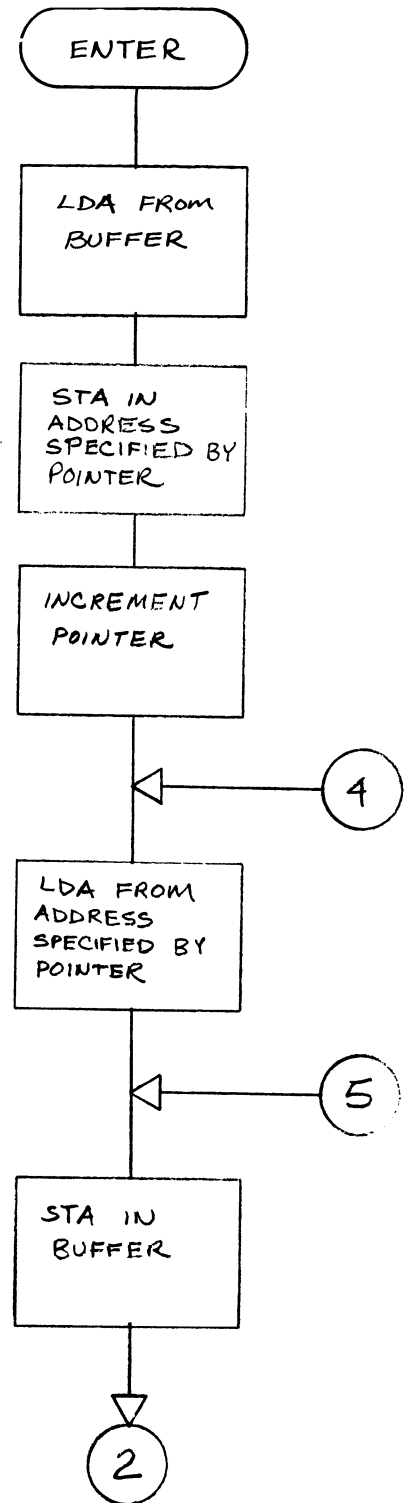 ENTER
LDA FROM
BUFFER
STA IN
ADDRESS
SPECIFIED BY
POINTER
INCREMENT
POINTER
4
LDA FROM
ADDRESS
SPECIFIED BY
POINTER
5
STA IN
BUFFER
2